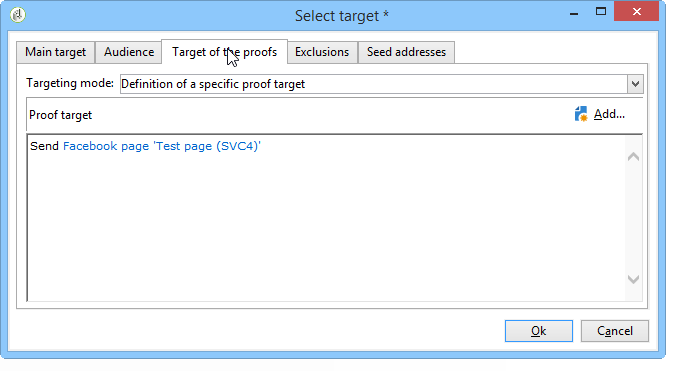 Select target *
Main target Audience Target of the proofs Exclusions Seed addresses
Targeting mode: Definition of a specific proof target
Proof target Add...
Send Facebook page 'Test page (SVC4)'
Ok Cancel